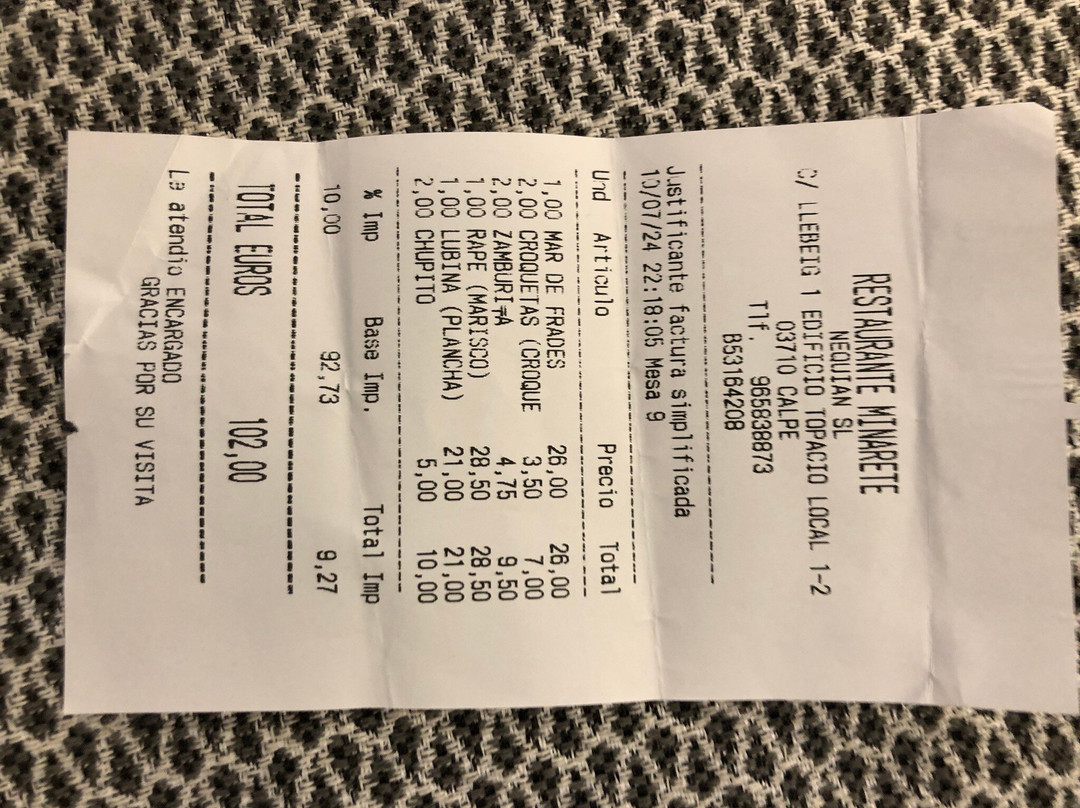 RESTAURANTE MINARETE
NEQUIAN SL
C/ LLEBEIG 1 EDIFICIO TOPACIO LOCAL 1-2
03710 CALPE
Tlf. 965838873
B53164208
Justificante factura simplificada
10/07/24 22:18:05 Mesa 9
Und Articulo Precio Total
1,00 MAR DE FRADES 26,00 26,00
2,00 CROQUETAS (CROQUE 3,50 7,00
2,00 ZAMBURI╤A 4,75 9,50
1,00 RAPE (MARISCO) 28,50 28,50
1,00 LUBINA (PLANCHA) 21,00 21,00
2,00 CHUPITO 5,00 10,00
% Imp Base Imp. Total Imp
10,00 92,73 9,27
TOTAL EUROS 102,00
Le atendio ENCARGADO
GRACIAS POR SU VISITA